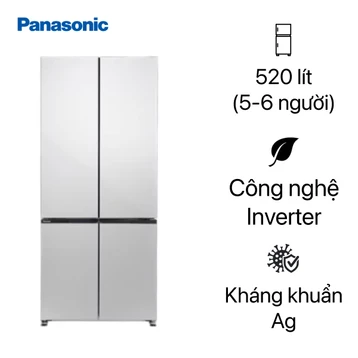 Panasonic
520 lít
(5-6 người)
Công nghệ
Inverter
Kháng khuẩn
Ag